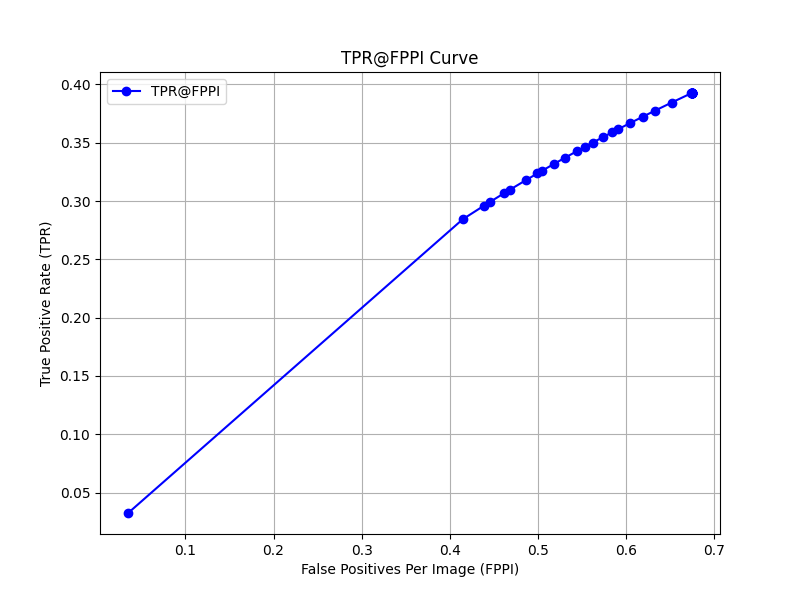 TPR@FPPI Curve
TPR@FPPI
0.40
0.35
0.30
0.25
0.20
0.15
0.10
0.05
True Positive Rate (TPR)
0.1 0.2 0.3 0.4 0.5 0.6 0.7
False Positives Per Image (FPPI)